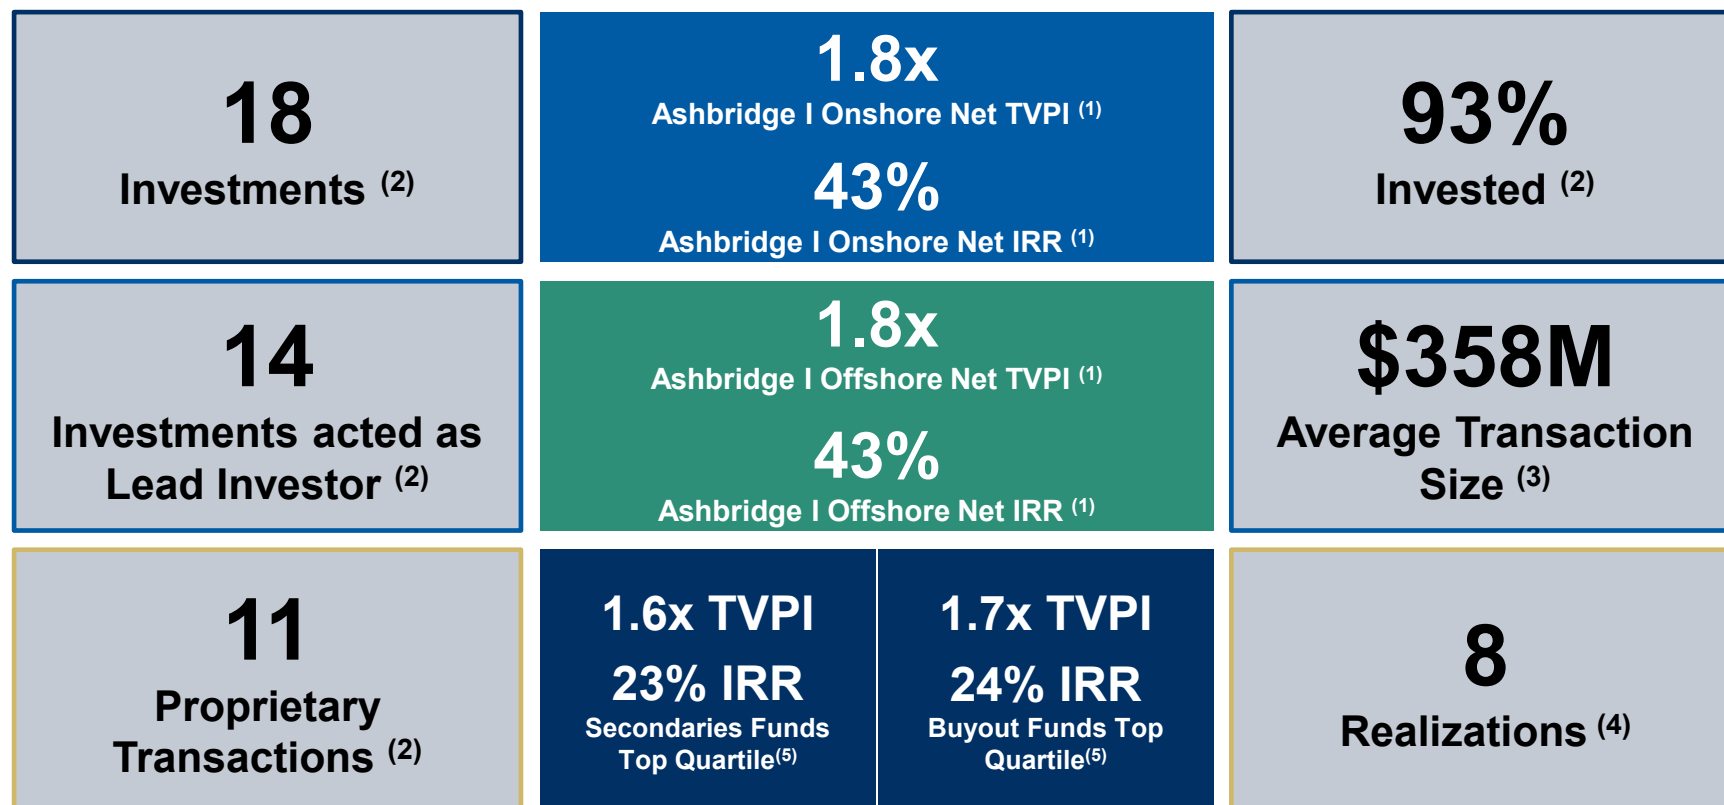 18
Investments (2)
1.8x
Ashbridge I Onshore Net TVPI (1)
43%
Ashbridge I Onshore Net IRR (1)
93%
Invested (2)
14
Investments acted as
Lead Investor (2)
1.8x
Ashbridge I Offshore Net TVPI (1)
43%
Ashbridge I Offshore Net IRR (1)
$358M
Average Transaction
Size (3)
11
Proprietary
Transactions (2)
1.6x TVPI
23% IRR
Secondaries Funds
Top Quartile(5)
1.7x TVPI
24% IRR
Buyout Funds Top
Quartile(5)
8
Realizations (4)